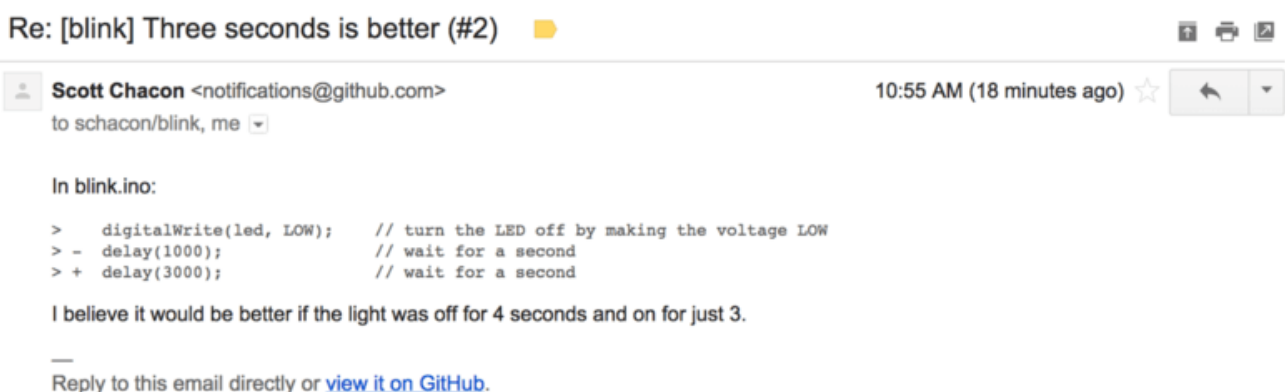 Re: [blink] Three seconds is better (#2)
Scott Chacon <notifications@github.com>
10:55 AM (18 minutes ago)
to schacon/blink, me
In blink.ino:
>     digitalWrite(led, LOW);    // turn the LED off by making the voltage LOW
> -   delay(1000);               // wait for a second
> +   delay(3000);               // wait for a second
I believe it would be better if the light was off for 4 seconds and on for just 3.
—
Reply to this email directly or view it on GitHub.